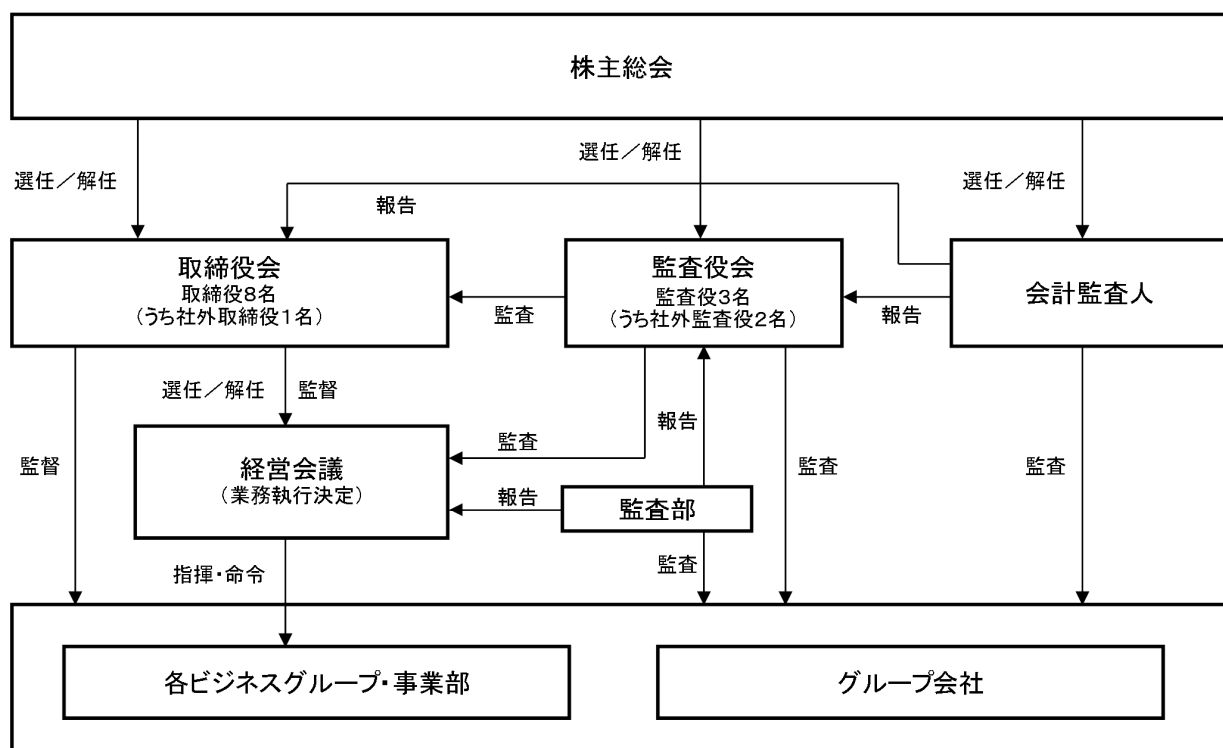 株主総会
選任／解任
選任／解任
選任／解任
報告
取締役会
取締役8名
（うち社外取締役1名）
監査
監査役会
監査役3名
（うち社外監査役2名）
報告
会計監査人
選任／解任
監督
監督
経営会議
（業務執行決定）
監査
報告
報告
監査部
監査
監査
監査
指揮・命令
各ビジネスグループ・事業部
グループ会社